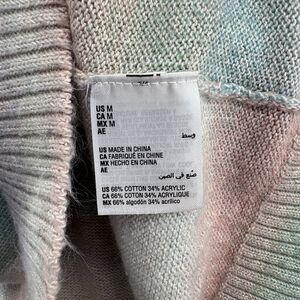 US M
CA M
MX M
AE
وسط
US MADE IN CHINA
CA FABRIQUÉ EN CHINE
MX HECHO EN CHINA
AE
صنع في الصين
US 66% COTTON 34% ACRYLIC
CA 66% COTON 34% ACRYLIQUE
MX 66% algodón 34% acrílico